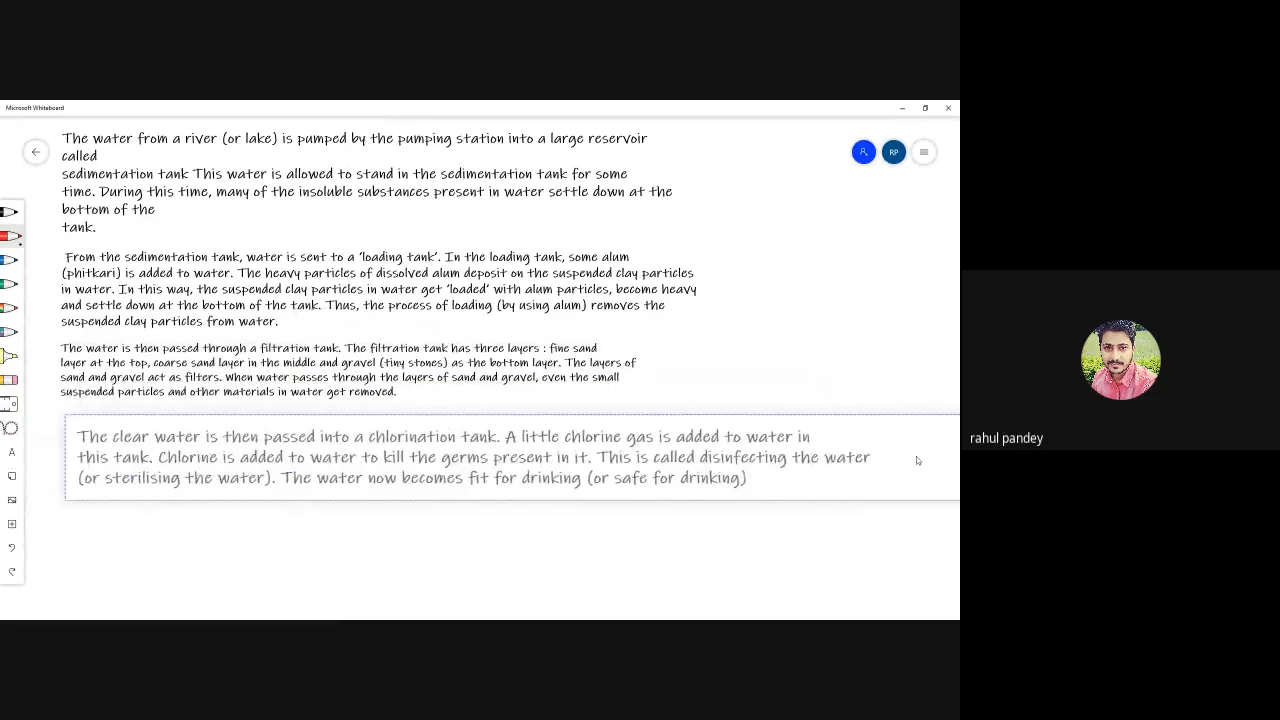 Microsoft Whiteboard
The water from a river (or lake) is pumped by the pumping station into a large reservoir
called
sedimentation tank This water is allowed to stand in the sedimentation tank for some
time. During this time, many of the insoluble substances present in water settle down at the
bottom of the
tank.
From the sedimentation tank, water is sent to a 'loading tank'. In the loading tank, some alum
(phitkari) is added to water. The heavy particles of dissolved alum deposit on the suspended clay particles
in water. In this way, the suspended clay particles in water get 'loaded' with alum particles, become heavy
and settle down at the bottom of the tank. Thus, the process of loading (by using alum) removes the
suspended clay particles from water.
The water is then passed through a filtration tank. The filtration tank has three layers : fine sand
layer at the top, coarse sand layer in the middle and gravel (tiny stones) as the bottom layer. The layers of
sand and gravel act as filters. When water passes through the layers of sand and gravel, even the small
suspended particles and other materials in water get removed.
The clear water is then passed into a chlorination tank. A little chlorine gas is added to water in
this tank. Chlorine is added to water to kill the germs present in it. This is called disinfecting the water
(or sterilising the water). The water now becomes fit for drinking (or safe for drinking)
RP
A
rahul pandey